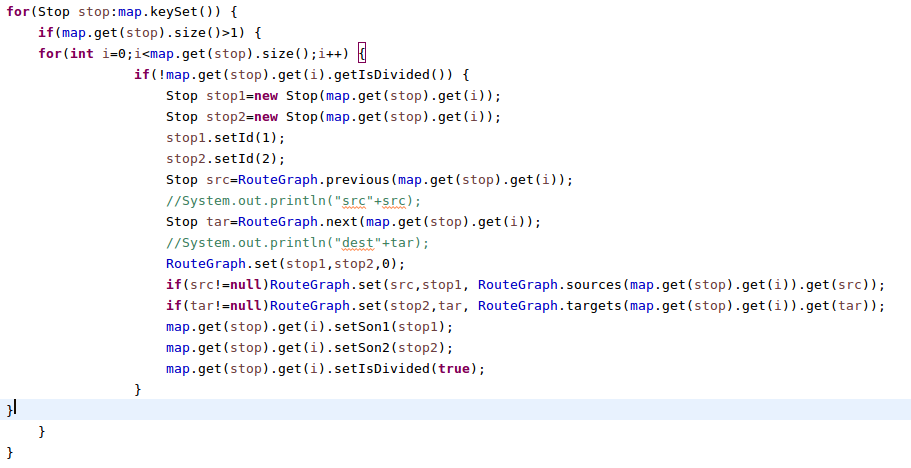 for(Stop stop:map.keySet()) {
    if(map.get(stop).size()>1) {
    for(int i=0;i<map.get(stop).size();i++) {
                if(!map.get(stop).get(i).getIsDivided()) {
                    Stop stop1=new Stop(map.get(stop).get(i));
                    Stop stop2=new Stop(map.get(stop).get(i));
                    stop1.setId(1);
                    stop2.setId(2);
                    Stop src=RouteGraph.previous(map.get(stop).get(i));
                    //System.out.println("src"+src);
                    Stop tar=RouteGraph.next(map.get(stop).get(i));
                    //System.out.println("dest"+tar);
                    RouteGraph.set(stop1,stop2,0);
                    if(src!=null)RouteGraph.set(src,stop1, RouteGraph.sources(map.get(stop).get(i)).get(src));
                    if(tar!=null)RouteGraph.set(stop2,tar, RouteGraph.targets(map.get(stop).get(i)).get(tar));
                    map.get(stop).get(i).setSon1(stop1);
                    map.get(stop).get(i).setSon2(stop2);
                    map.get(stop).get(i).setIsDivided(true);
                }
}
    }
}